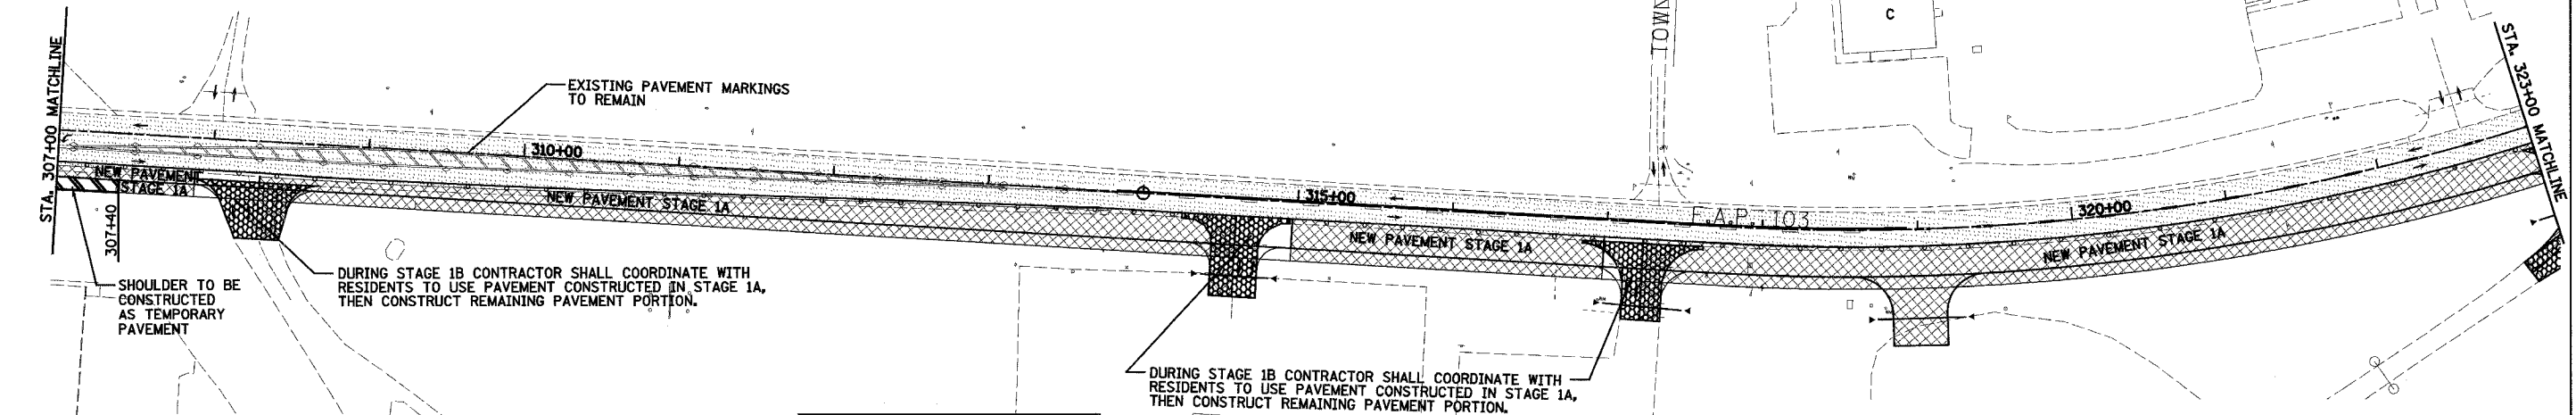 STA. 307+00 MATCHLINE
EXISTING PAVEMENT MARKINGS
TO REMAIN
TOWN
C
STA. 323+00 MATCHLINE
310+00
315+00
F.A.P. 103
320+00
NEW PAVEMENT
STAGE 1A
NEW PAVEMENT STAGE 1A
NEW PAVEMENT STAGE 1A
NEW PAVEMENT STAGE 1A
307+40
SHOULDER TO BE
CONSTRUCTED
AS TEMPORARY
PAVEMENT
DURING STAGE 1B CONTRACTOR SHALL COORDINATE WITH
RESIDENTS TO USE PAVEMENT CONSTRUCTED IN STAGE 1A,
THEN CONSTRUCT REMAINING PAVEMENT PORTION.
DURING STAGE 1B CONTRACTOR SHALL COORDINATE WITH
RESIDENTS TO USE PAVEMENT CONSTRUCTED IN STAGE 1A,
THEN CONSTRUCT REMAINING PAVEMENT PORTION.